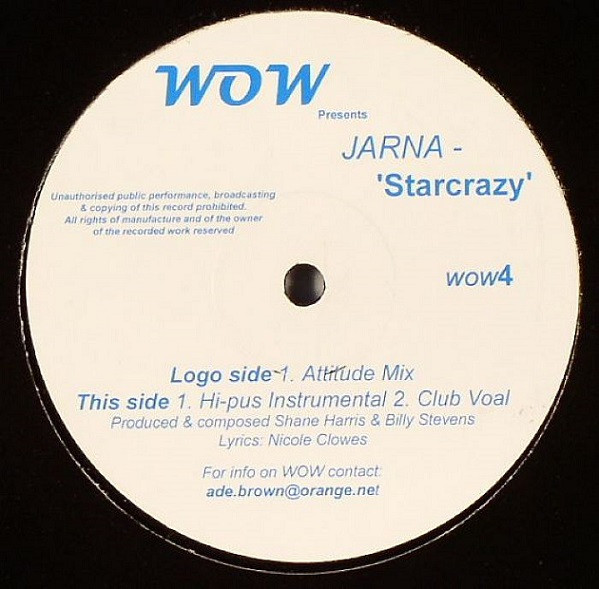 WOW
Presents
JARNA -
'Starcrazy'
Unauthorised public performance, broadcasting
& copying of this record prohibited.
All rights of manufacture and of the owner
of the recorded work reserved
wow4
Logo side 1. Attitude Mix
This side 1. Hi-pus Instrumental 2. Club Voal
Produced & composed Shane Harris & Billy Stevens
Lyrics: Nicole Clowes
For info on WOW contact:
ade.brown@orange.net